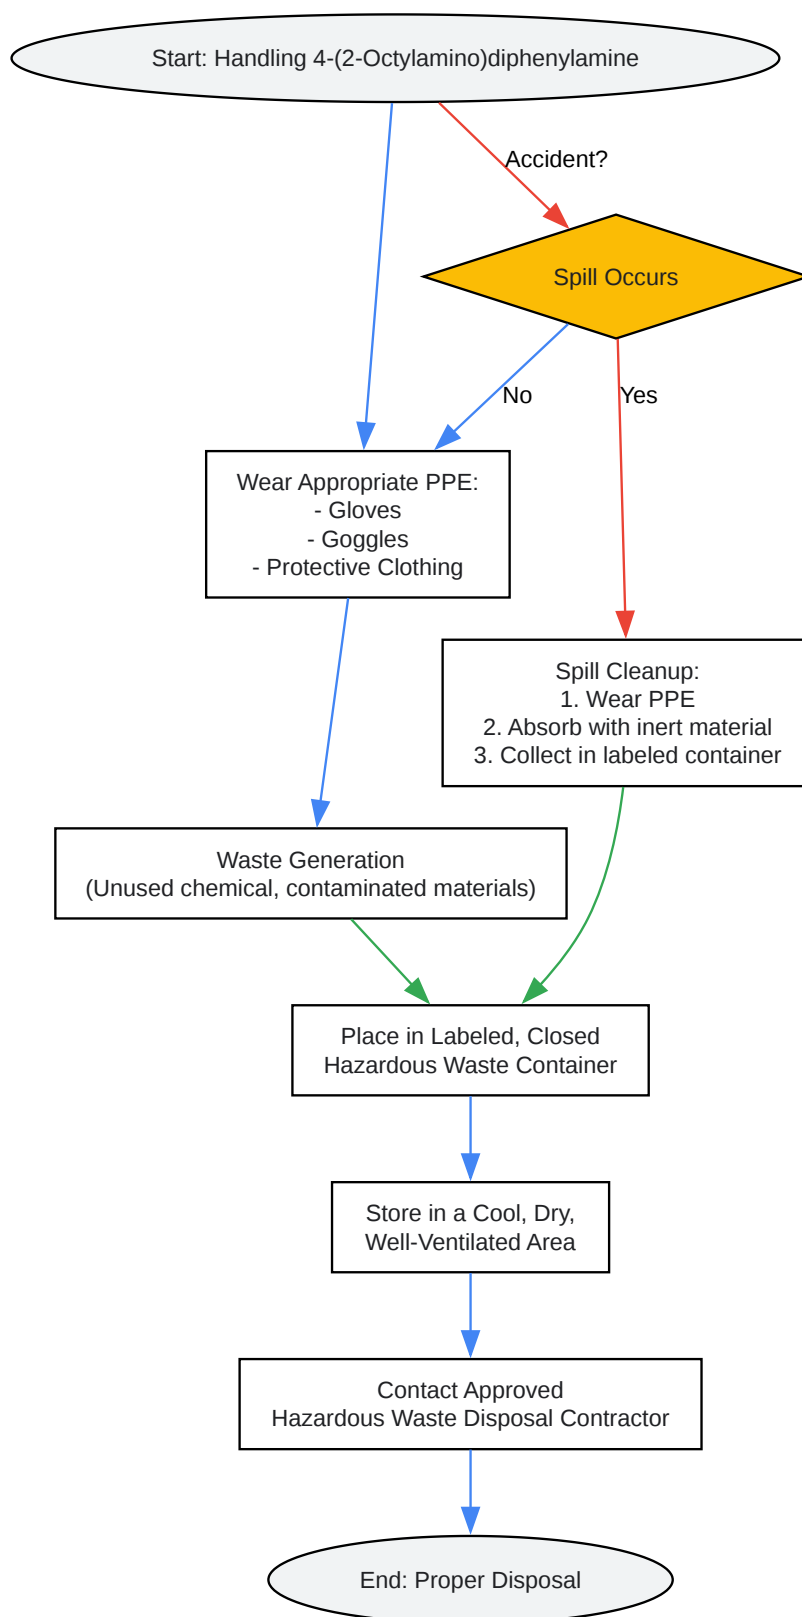 Start: Handling 4-(2-Octylamino)diphenylamine
Accident?
Spill Occurs
No
Yes
Wear Appropriate PPE:
- Gloves
- Goggles
- Protective Clothing
Spill Cleanup:
1. Wear PPE
2. Absorb with inert material
3. Collect in labeled container
Waste Generation
(Unused chemical, contaminated materials)
Place in Labeled, Closed
Hazardous Waste Container
Store in a Cool, Dry,
Well-Ventilated Area
Contact Approved
Hazardous Waste Disposal Contractor
End: Proper Disposal